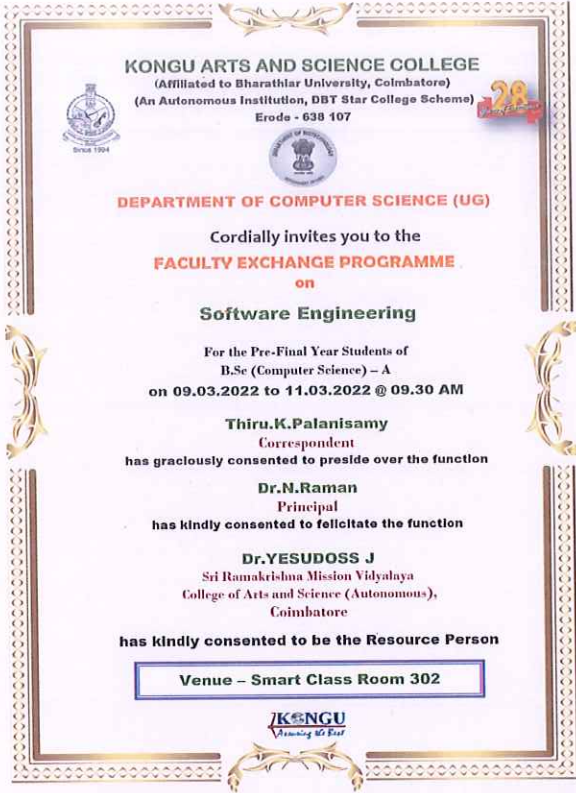 KONGU ARTS AND SCIENCE COLLEGE
(Affiliated to Bharathiar University, Coimbatore)
(An Autonomous Institution, DBT Star College Scheme)
Erode - 638 107
28
Since 1994
DEPARTMENT OF COMPUTER SCIENCE (UG)
Cordially invites you to the
FACULTY EXCHANGE PROGRAMME
on
Software Engineering
For the Pre-Final Year Students of
B.Sc (Computer Science) – A
on 09.03.2022 to 11.03.2022 @ 09.30 AM
Thiru.K.Palanisamy
Correspondent
has graciously consented to preside over the function
Dr.N.Raman
Principal
has kindly consented to felicitate the function
Dr.YESUDOSS J
Sri Ramakrishna Mission Vidyalaya
College of Arts and Science (Autonomous),
Coimbatore
has kindly consented to be the Resource Person
Venue – Smart Class Room 302
KONGU
Assuring the Best